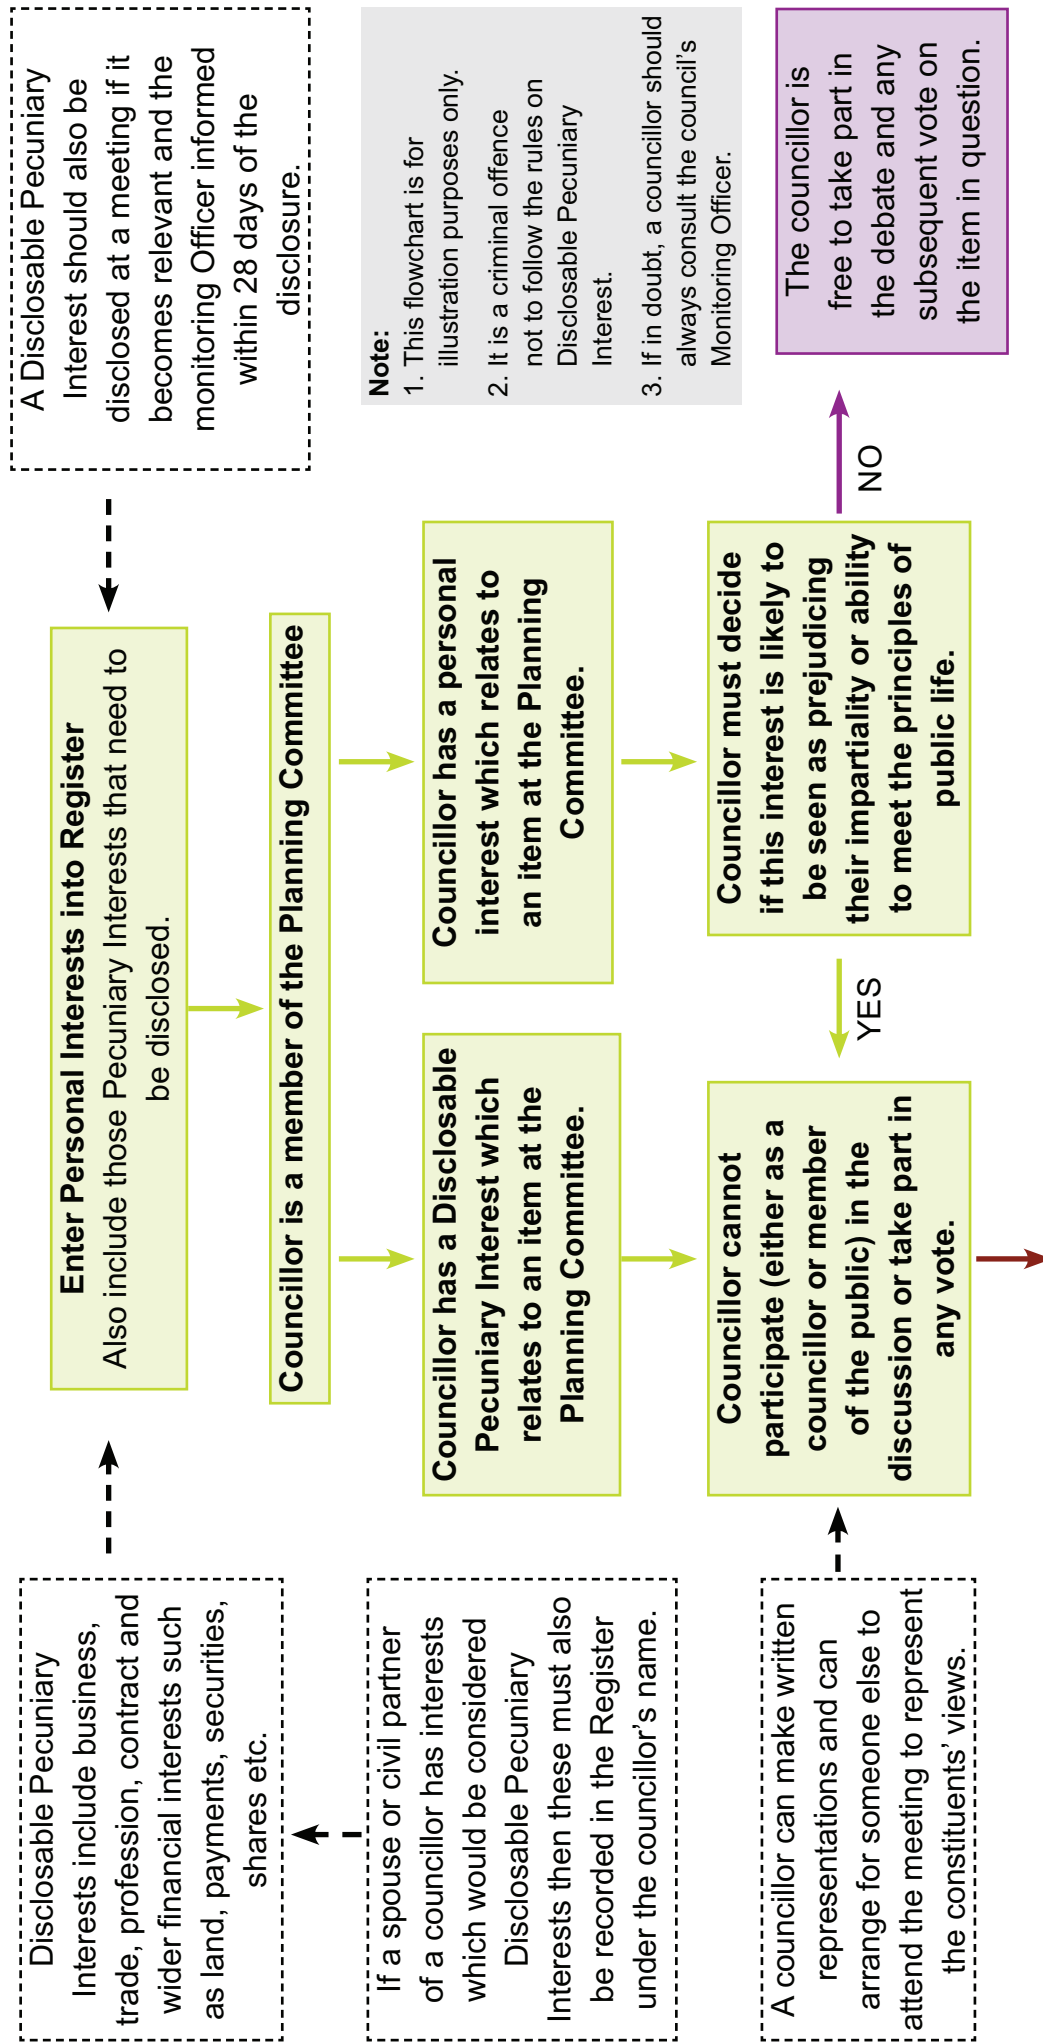 Disclosable Pecuniary
Interests include business,
trade, profession, contract and
wider financial interests such
as land, payments, securities,
shares etc.
Enter Personal Interests into Register
Also include those Pecuniary Interests that need to
be disclosed.
A Disclosable Pecuniary
Interest should also be
disclosed at a meeting if it
becomes relevant and the
monitoring Officer informed
within 28 days of the
disclosure.
Councillor is a member of the Planning Committee
If a spouse or civil partner
of a councillor has interests
which would be considered
Disclosable Pecuniary
Interests then these must also
be recorded in the Register
under the councillor’s name.
Councillor has a Disclosable
Pecuniary Interest which
relates to an item at the
Planning Committee.
Councillor has a personal
interest which relates to
an item at the Planning
Committee.
Note:
1. This flowchart is for
illustration purposes only.
2. It is a criminal offence
not to follow the rules on
Disclosable Pecuniary
Interest.
3. If in doubt, a councillor should
always consult the council’s
Monitoring Officer.
A councillor can make written
representations and can
arrange for someone else to
attend the meeting to represent
the constituents’ views.
Councillor cannot
participate (either as a
councillor or member
of the public) in the
discussion or take part in
any vote.
YES
Councillor must decide
if this interest is likely to
be seen as prejudicing
their impartiality or ability
to meet the principles of
public life.
NO
The councillor is
free to take part in
the debate and any
subsequent vote on
the item in question.